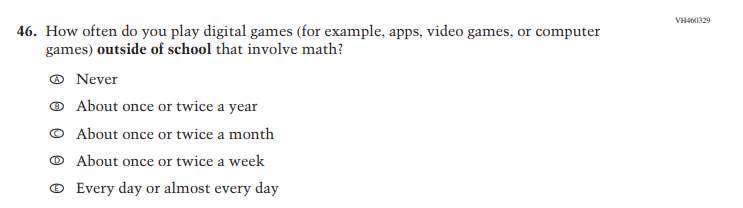 VH460329
46. How often do you play digital games (for example, apps, video games, or computer
games) outside of school that involve math?
Ⓐ Never
Ⓑ About once or twice a year
Ⓒ About once or twice a month
Ⓓ About once or twice a week
Ⓔ Every day or almost every day